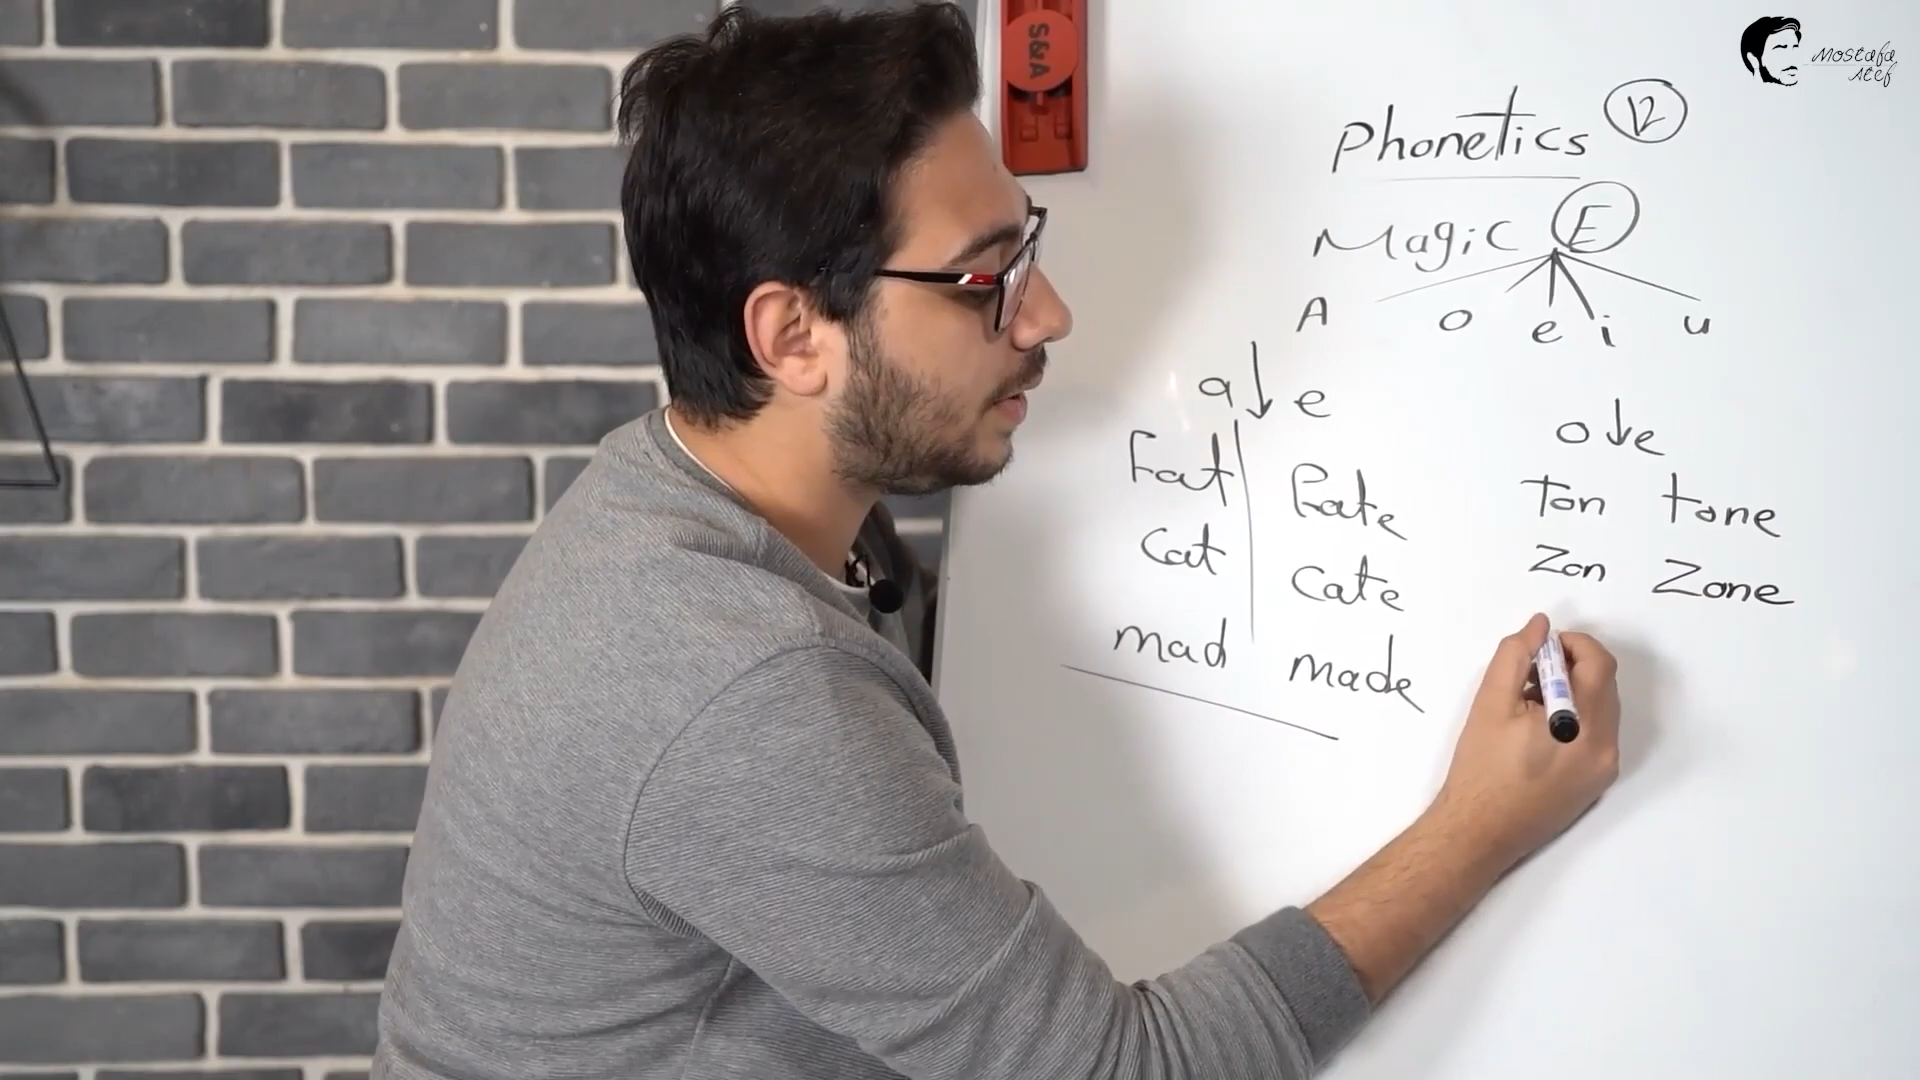 S&A
Mostafa
Atef
Phonetics 12
Magic E
A o e i u
a e
Fat Fate
Cat Cate
mad made
o e
Ton tone
Zon Zone